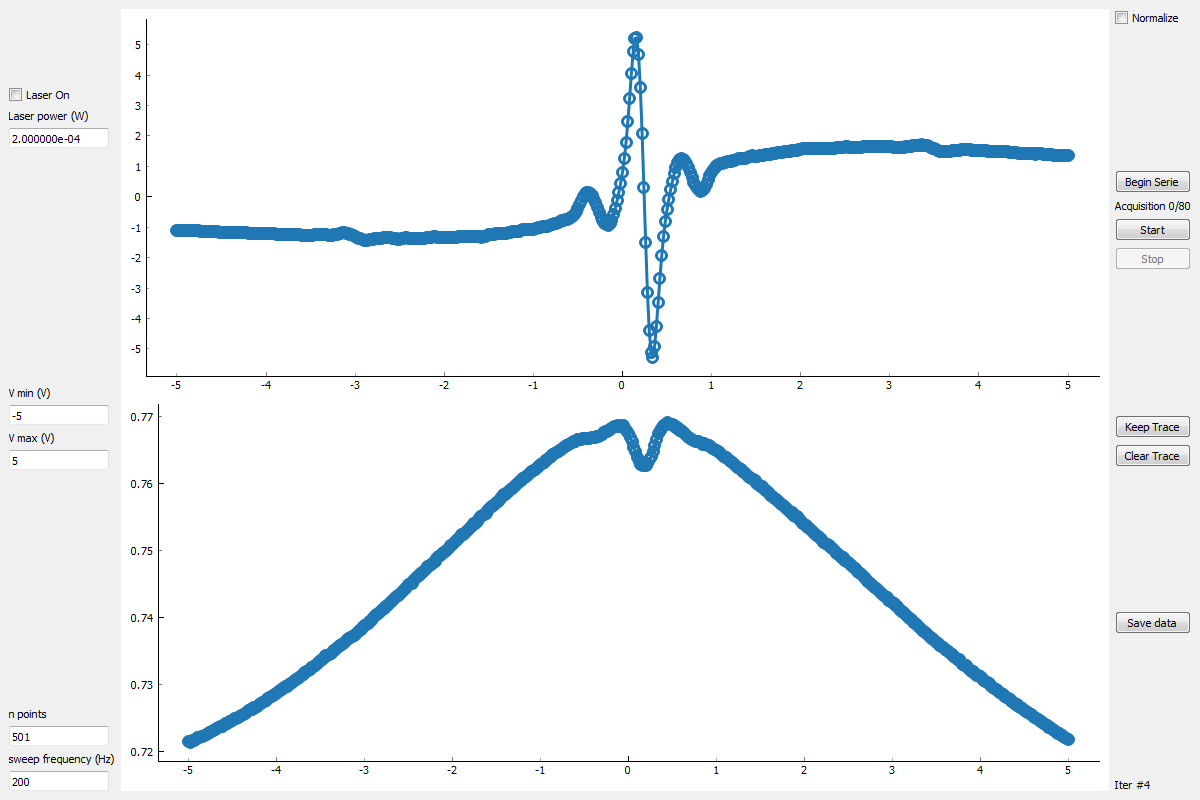 Laser On
Laser power (W)
2.000000e-04
V min (V)
-5
V max (V)
5
n points
501
sweep frequency (Hz)
200
5
4
3
2
1
0
-1
-2
-3
-4
-5
-5 -4 -3 -2 -1 0 1 2 3 4 5
0.77
0.76
0.75
0.74
0.73
0.72
-5 -4 -3 -2 -1 0 1 2 3 4 5
Normalize
Begin Serie
Acquisition 0/80
Start
Stop
Keep Trace
Clear Trace
Save data
Iter #4